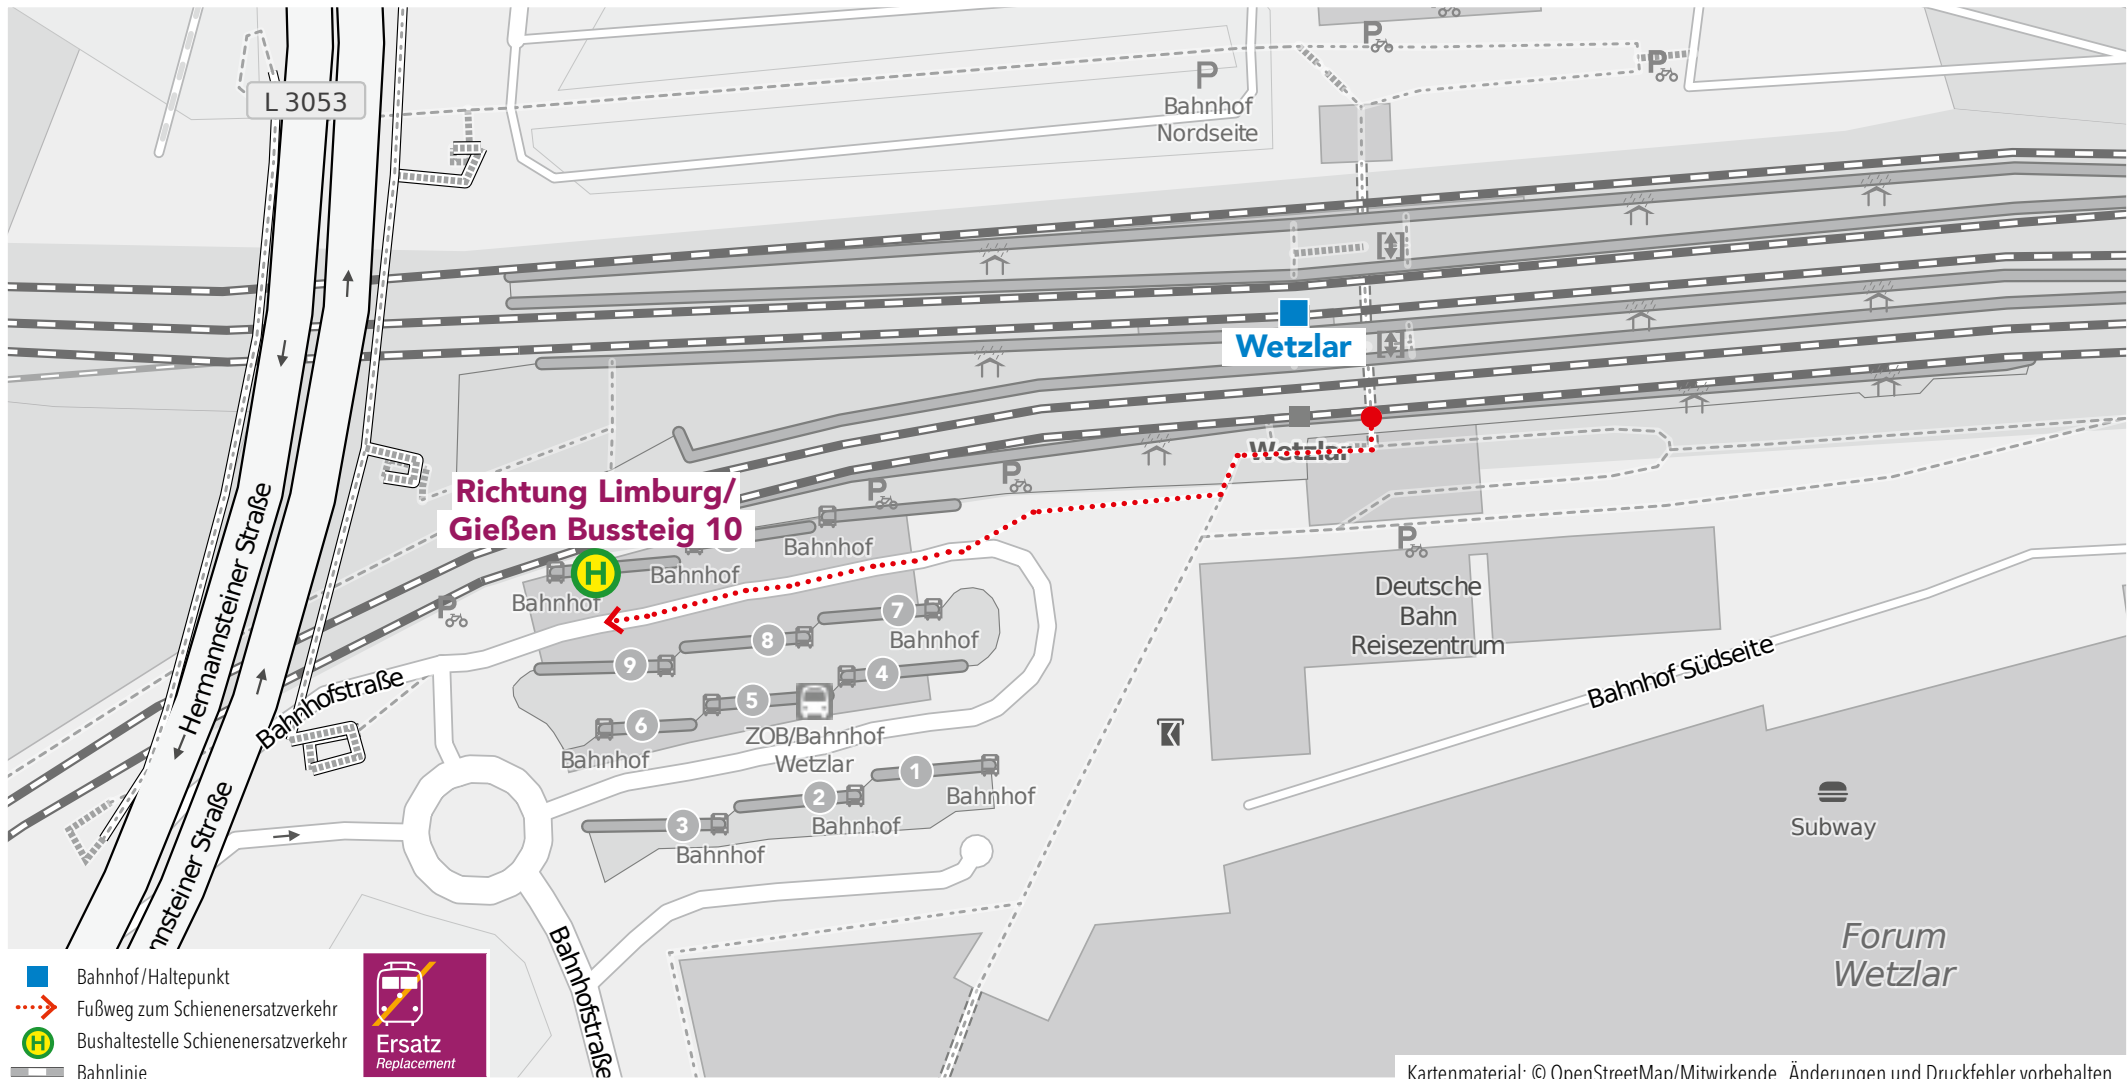 L 3053
P
P
P
Bahnhof
Nordseite
Wetzlar
Wetzlar
Richtung Limburg/
Gießen Bussteig 10
P
P
H
Bahnhof
Bahnhof
Bahnhof
P
P
Deutsche
Bahn
Reisezentrum
Hermannsteiner Straße
Bahnhofstraße
7
Bahnhof
8
9
4
5
6
Bahnhof
ZOB/Bahnhof
Wetzlar
1
Bahnhof
2
Bahnhof
3
Bahnhof
Bahnhof Südseite
Subway
nnsteiner Straße
Bahnhofstraße
Forum
Wetzlar
Bahnhof/Haltepunkt
Fußweg zum Schienenersatzverkehr
H Bushaltestelle Schienenersatzverkehr
Bahnlinie
Ersatz
Replacement
Kartenmaterial: © OpenStreetMap/Mitwirkende, Änderungen und Druckfehler vorbehalten